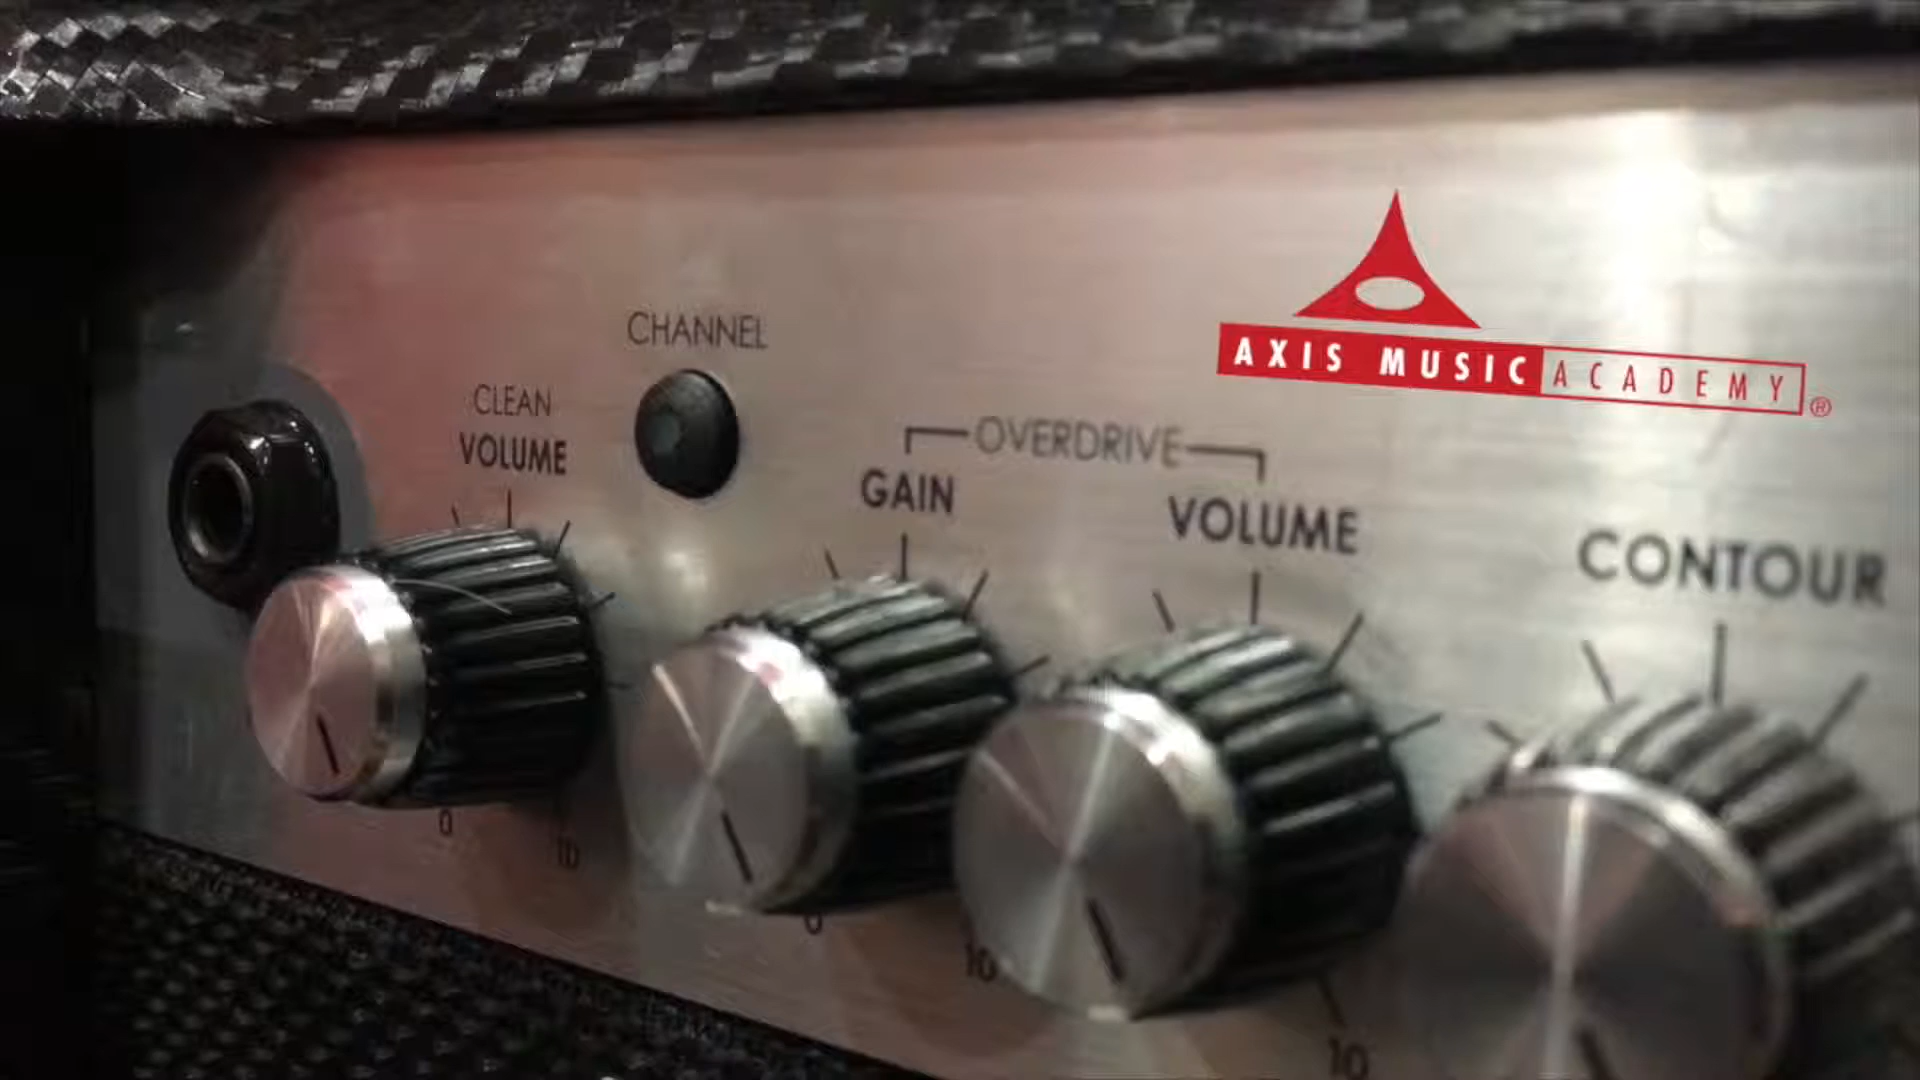 CHANNEL
CLEAN
VOLUME
OVERDRIVE
GAIN
VOLUME
CONTOUR
AXIS MUSIC ACADEMY®
0
10
0
10
10